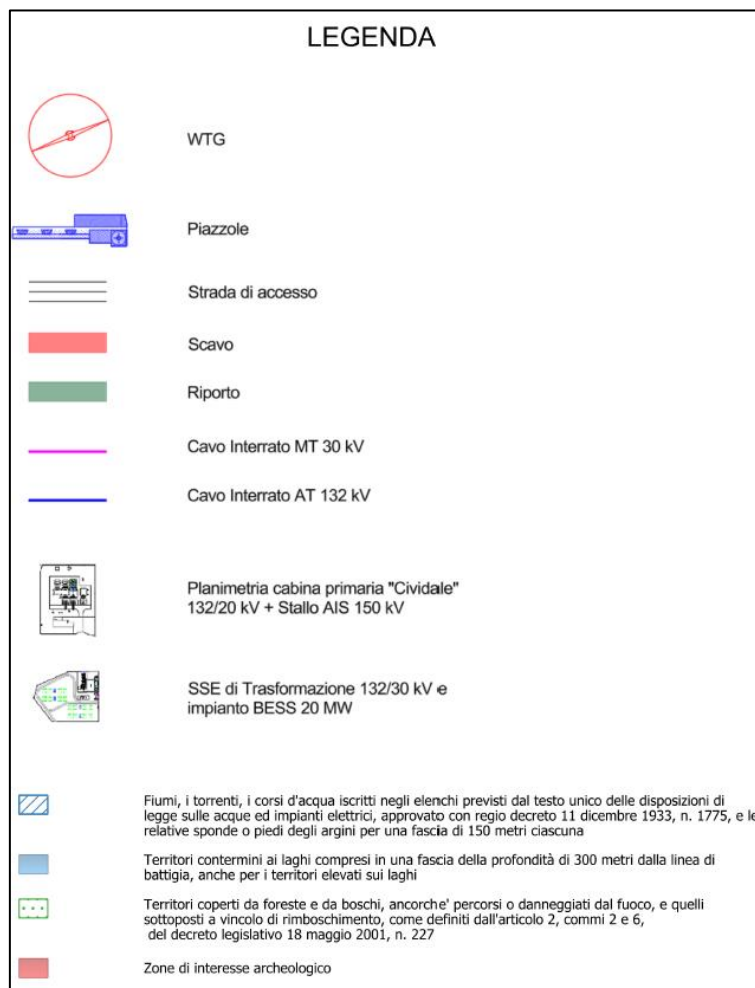 LEGENDA
WTG
Piazzole
Strada di accesso
Scavo
Riporto
Cavo Interrato MT 30 kV
Cavo Interrato AT 132 kV
Planimetria cabina primaria "Cividale"
132/20 kV + Stallo AIS 150 kV
SSE di Trasformazione 132/30 kV e
impianto BESS 20 MW
Fiumi, i torrenti, i corsi d'acqua iscritti negli elenchi previsti dal testo unico delle disposizioni di
legge sulle acque ed impianti elettrici, approvato con regio decreto 11 dicembre 1933, n. 1775, e le
relative sponde o piedi degli argini per una fascia di 150 metri ciascuna
Territori contermini ai laghi compresi in una fascia della profondità di 300 metri dalla linea di
battigia, anche per i territori elevati sui laghi
Territori coperti da foreste e da boschi, ancorche' percorsi o danneggiati dal fuoco, e quelli
sottoposti a vincolo di rimboschimento, come definiti dall'articolo 2, commi 2 e 6,
del decreto legislativo 18 maggio 2001, n. 227
Zone di interesse archeologico